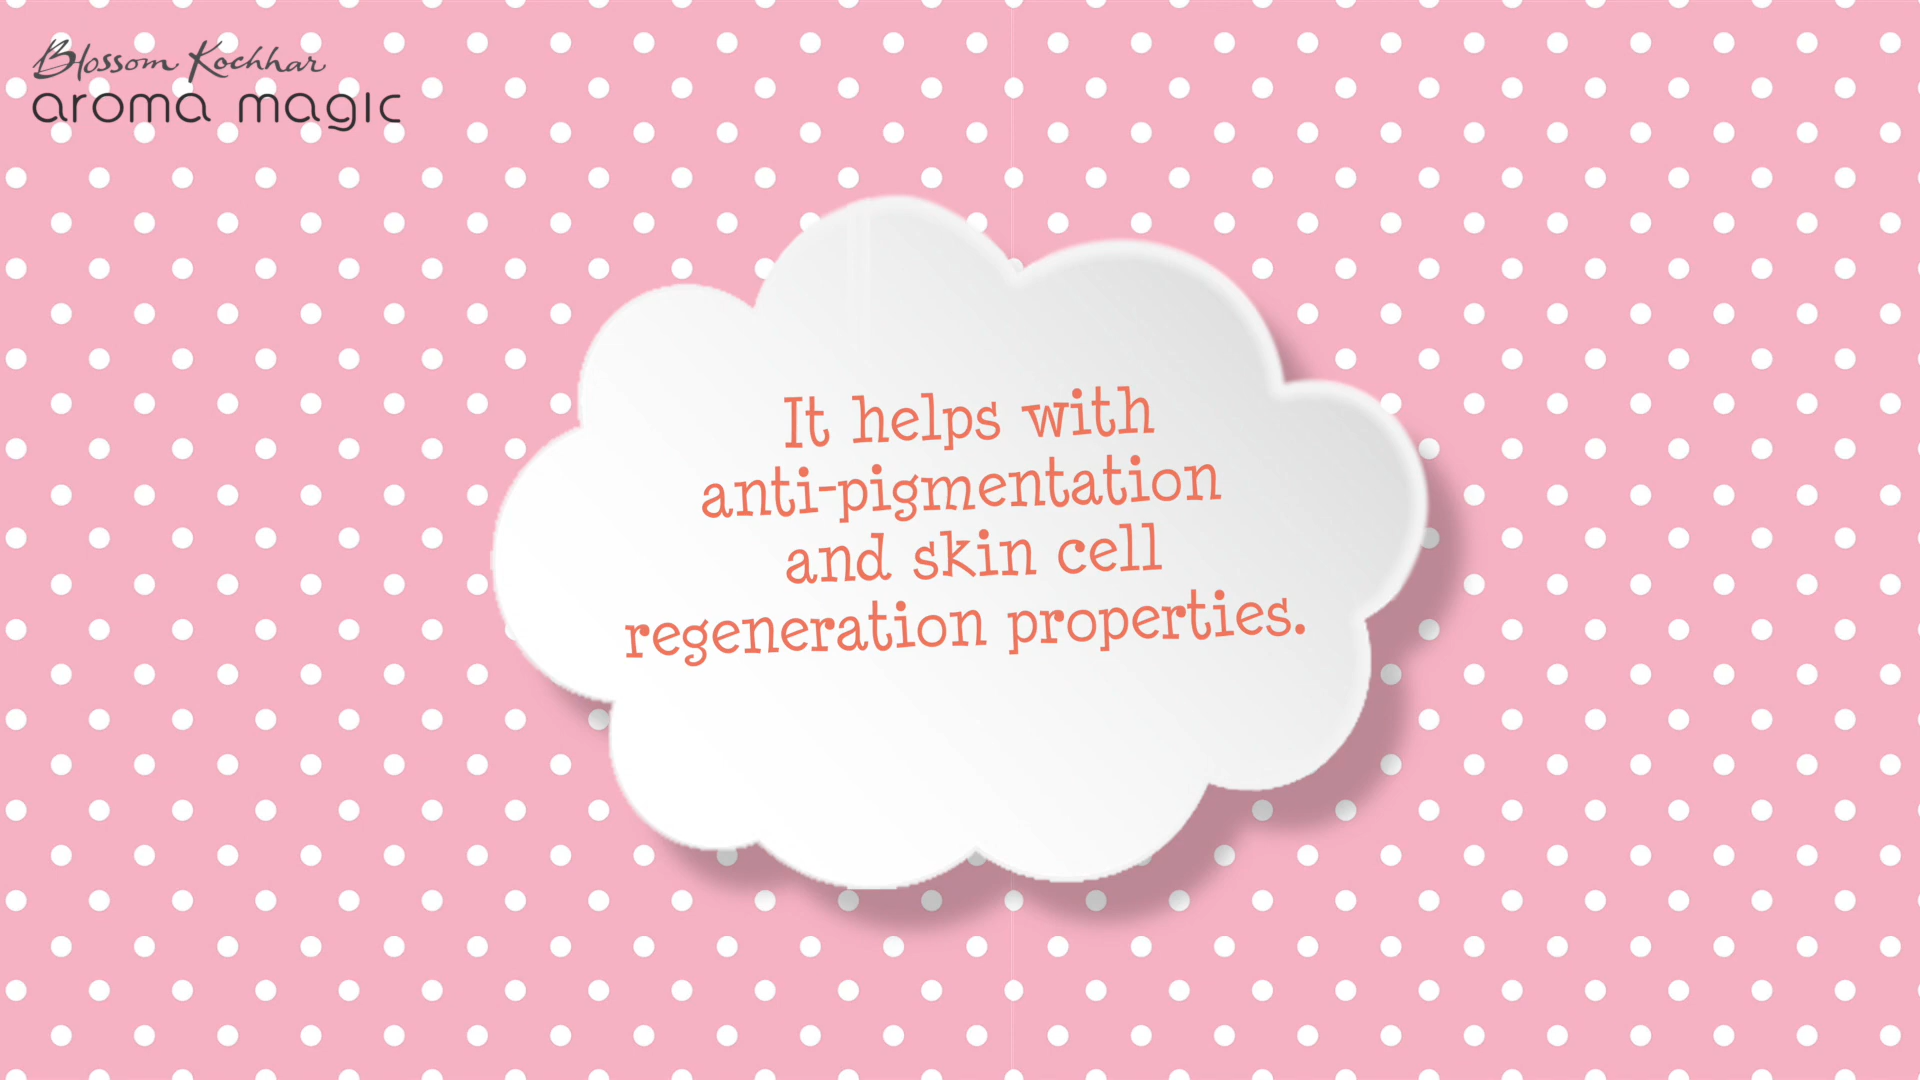 Blossom Kochhar
aroma magic
It helps with
anti-pigmentation
and skin cell
regeneration properties.